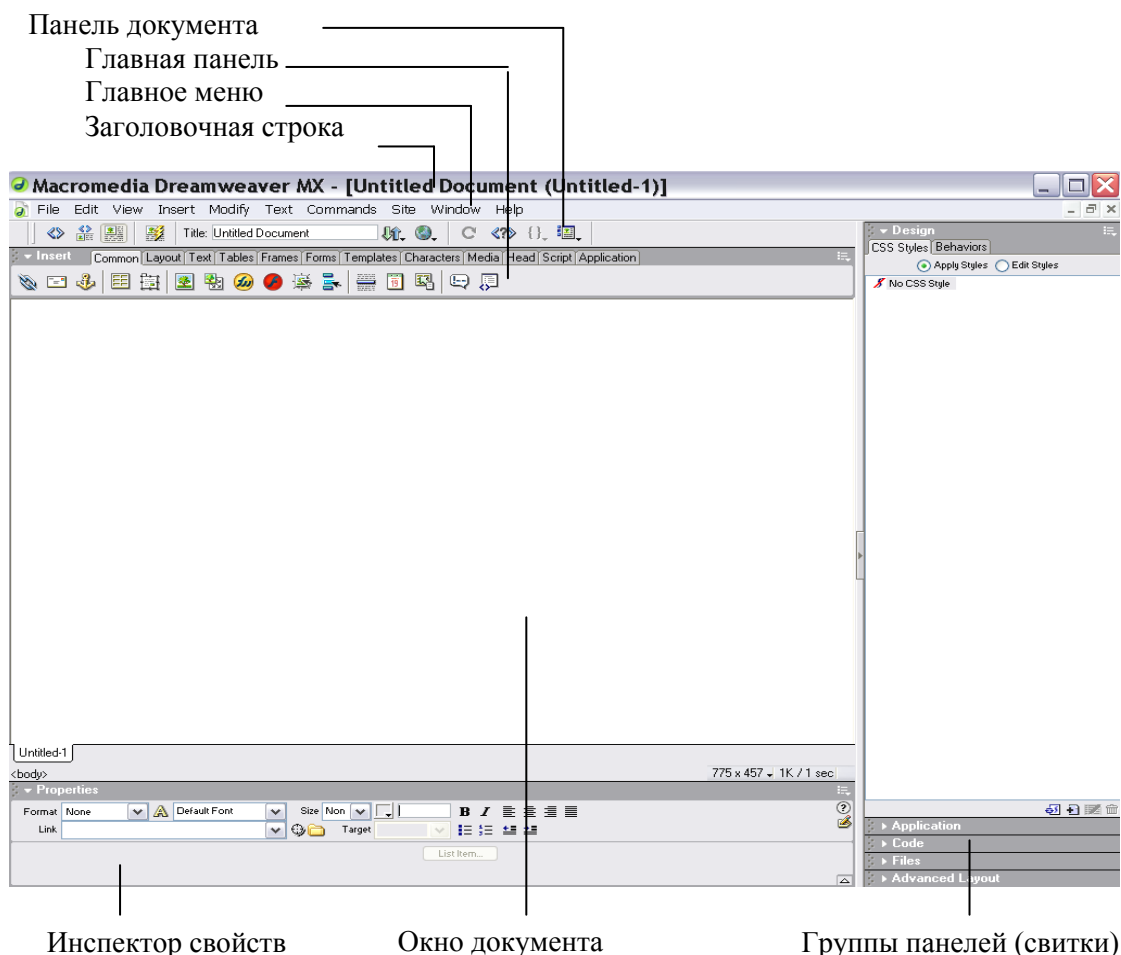 Панель документа
Главная панель
Главное меню
Заголовочная строка
Macromedia Dreamweaver MX - [Untitled Document (Untitled-1)]
File Edit View Insert Modify Text Commands Site Window Help
Title: Untitled Document
Insert Common Layout Text Tables Frames Forms Templates Characters Media Head Script Application
Design
CSS Styles Behaviors
Apply Styles Edit Styles
No CSS Style
Untitled-1
<body> 775 x 457 1K / 1 sec
Properties
Format None Default Font Size Non B I
Link Target
List Item...
Application
Code
Files
Advanced Layout
Инспектор свойств Окно документа Группы панелей (свитки)